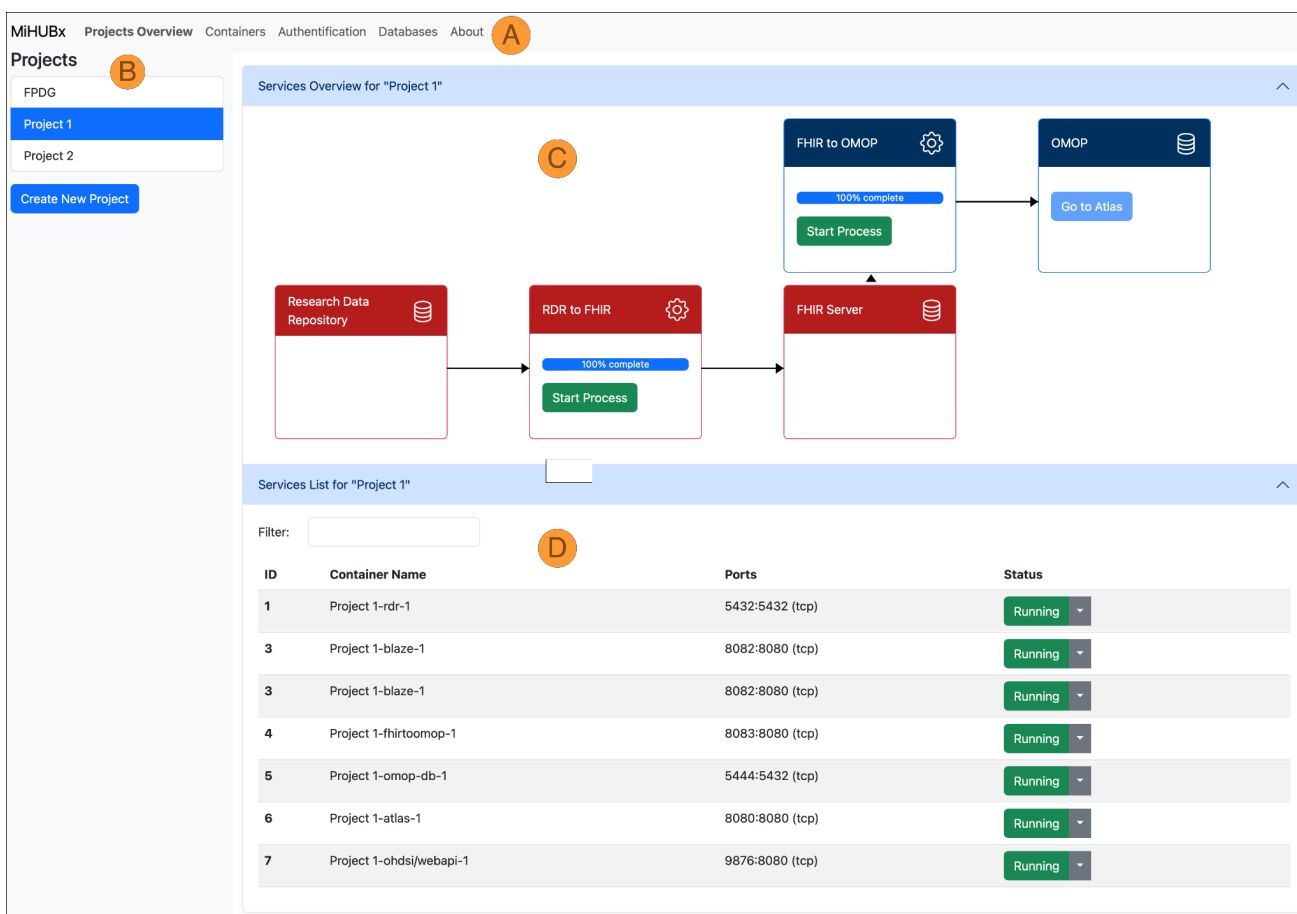 MiHUBx Projects Overview Containers Authentification Databases About A
Projects
B
FPDG
Project 1
Project 2
Create New Project
Services Overview for "Project 1"
C
FHIR to OMOP
100% complete
Start Process
OMOP
Go to Atlas
Research Data
Repository
RDR to FHIR
100% complete
Start Process
FHIR Server
Services List for "Project 1"
Filter:
D
ID Container Name Ports Status
1 Project 1-rdr-1 5432:5432 (tcp) Running
3 Project 1-blaze-1 8082:8080 (tcp) Running
3 Project 1-blaze-1 8082:8080 (tcp) Running
4 Project 1-fhirtoomop-1 8083:8080 (tcp) Running
5 Project 1-omop-db-1 5444:5432 (tcp) Running
6 Project 1-atlas-1 8080:8080 (tcp) Running
7 Project 1-ohdsi/webapi-1 9876:8080 (tcp) Running